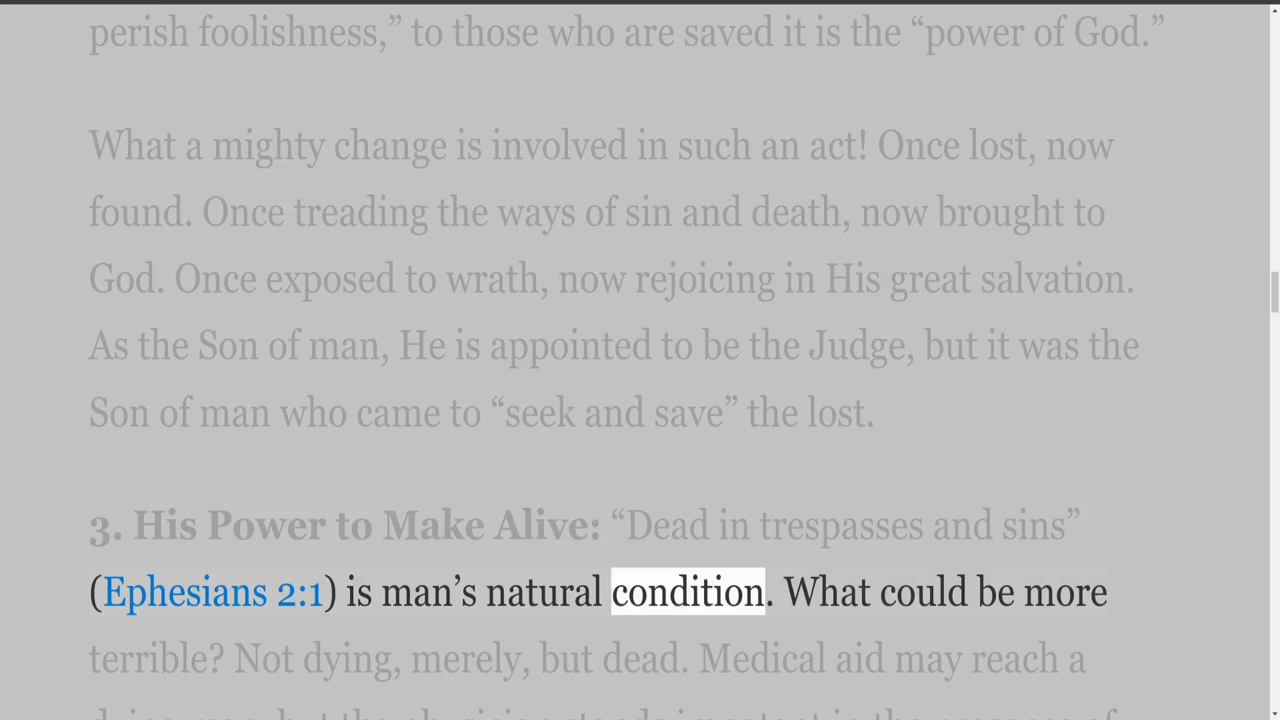 perish foolishness,” to those who are saved it is the “power of God.”
What a mighty change is involved in such an act! Once lost, now
found. Once treading the ways of sin and death, now brought to
God. Once exposed to wrath, now rejoicing in His great salvation.
As the Son of man, He is appointed to be the Judge, but it was the
Son of man who came to “seek and save” the lost.
3. His Power to Make Alive: “Dead in trespasses and sins”
(Ephesians 2:1) is man’s natural condition. What could be more
terrible? Not dying, merely, but dead. Medical aid may reach a